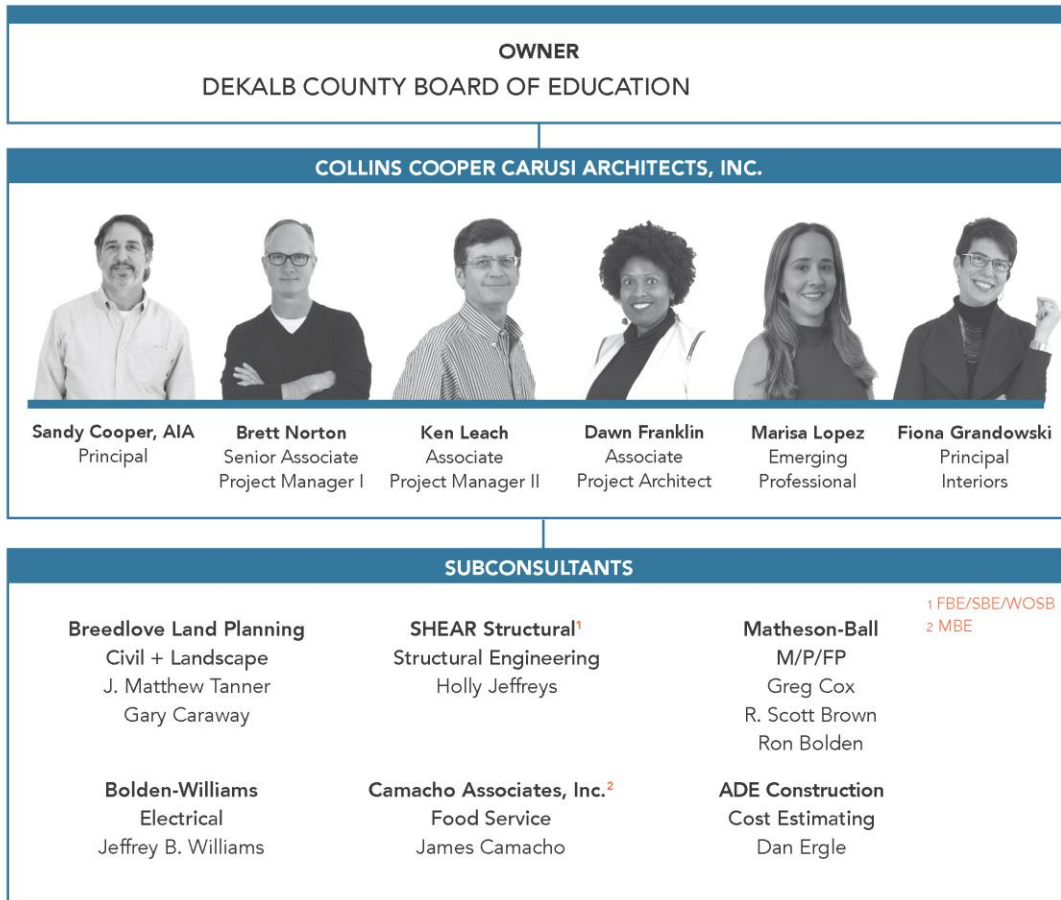 OWNER
DEKALB COUNTY BOARD OF EDUCATION
COLLINS COOPER CARUSI ARCHITECTS, INC.
Sandy Cooper, AIA
Principal
Brett Norton
Senior Associate
Project Manager I
Ken Leach
Associate
Project Manager II
Dawn Franklin
Associate
Project Architect
Marisa Lopez
Emerging
Professional
Fiona Grandowski
Principal
Interiors
SUBCONSULTANTS
1 FBE/SBE/WOSB
2 MBE
Breedlove Land Planning
Civil + Landscape
J. Matthew Tanner
Gary Caraway
SHEAR Structural¹
Structural Engineering
Holly Jeffreys
Matheson-Ball
M/P/FP
Greg Cox
R. Scott Brown
Ron Bolden
Bolden-Williams
Electrical
Jeffrey B. Williams
Camacho Associates, Inc.²
Food Service
James Camacho
ADE Construction
Cost Estimating
Dan Ergle